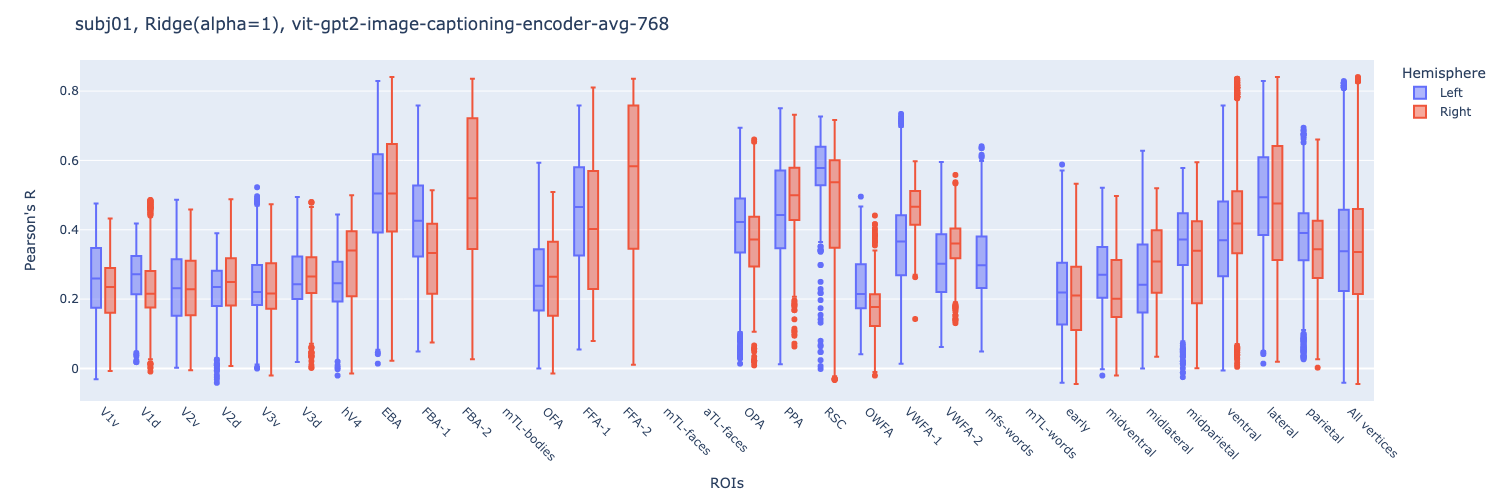 subj01, Ridge(alpha=1), vit-gpt2-image-captioning-encoder-avg-768
Hemisphere
Left
Right
Pearson's R
0.8
0.6
0.4
0.2
0
V1v
V1d
V2v
V2d
V3v
V3d
hV4
EBA
FBA-1
FBA-2
mTL-bodies
OFA
FFA-1
FFA-2
mTL-faces
aTL-faces
OPA
PPA
RSC
OWFA
VWFA-1
VWFA-2
mfs-words
mTL-words
early
midventral
midlateral
midparietal
ventral
lateral
parietal
All vertices
ROIs